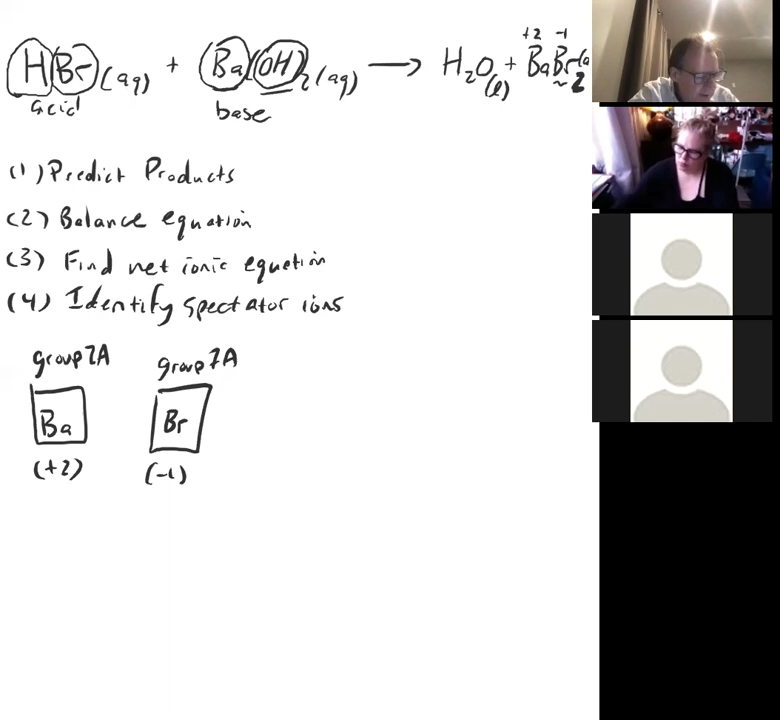 HBr(aq) + Ba(OH)2(aq) ⟶ H2O(l) + BaBr2(a
+2 -1
acid base
(1) Predict Products
(2) Balance equation
(3) Find net ionic equetion
(4) Identify spectator ions
group 2A group 7A
Ba Br
(+2) (-1)